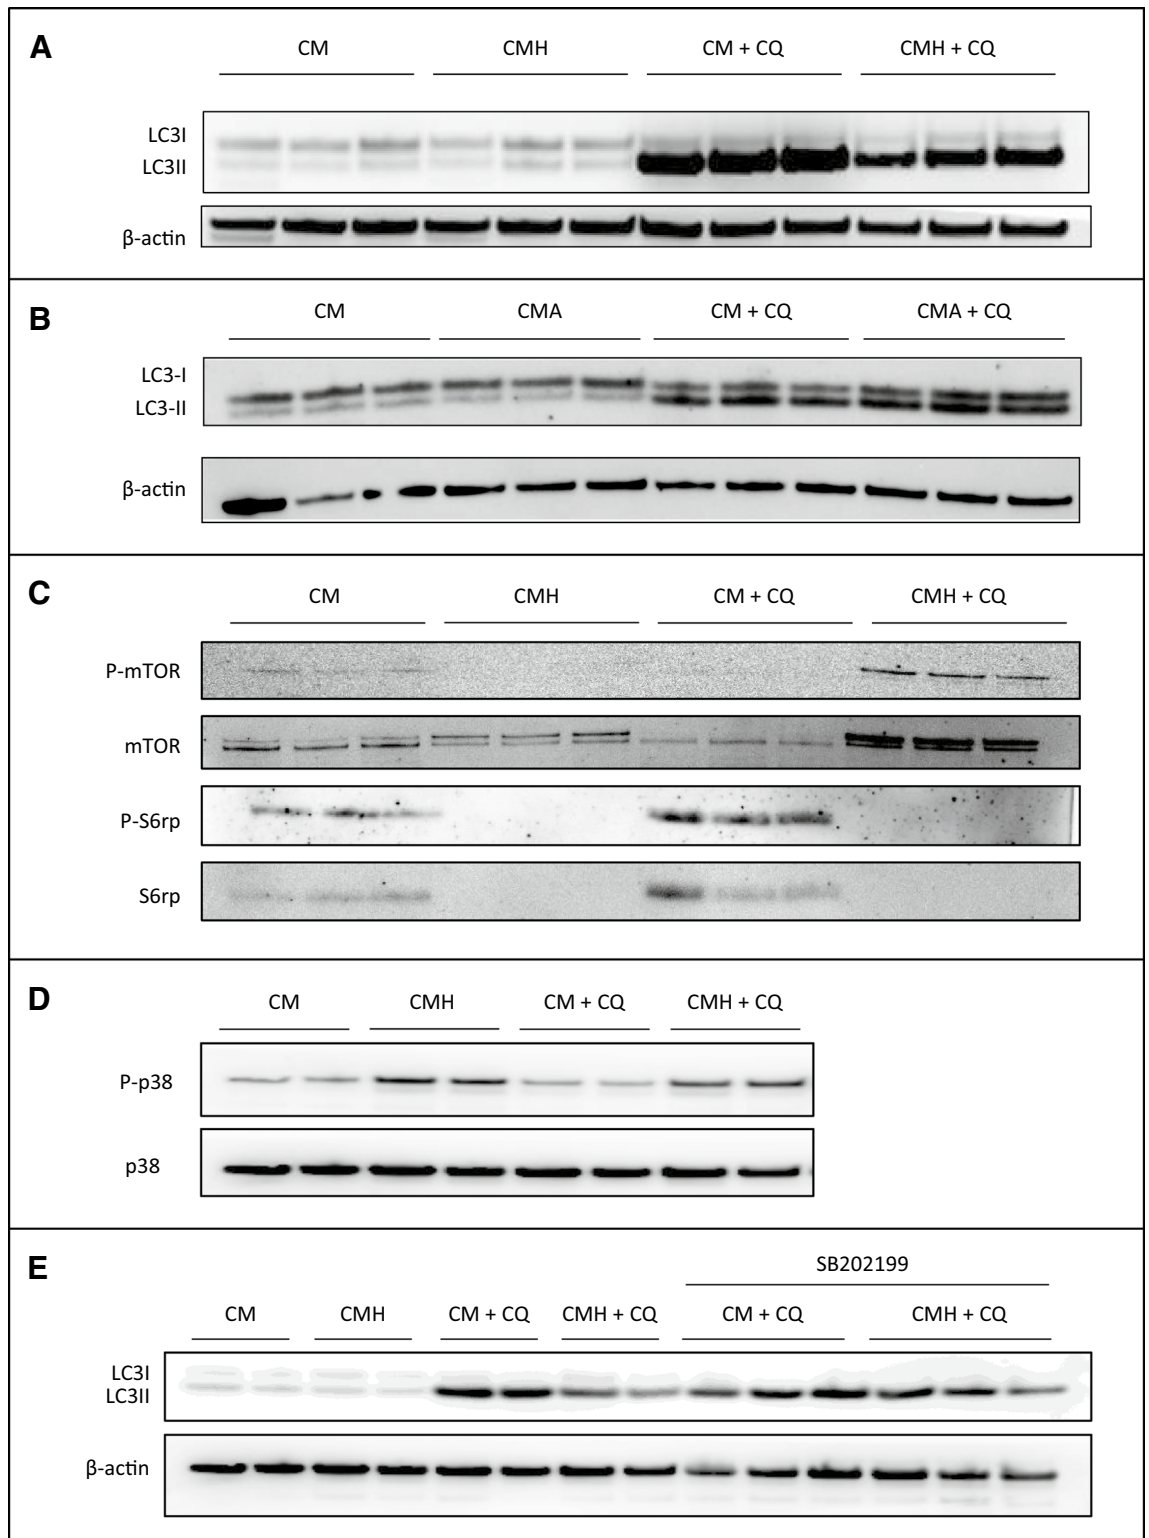 A
CM CMH CM + CQ CMH + CQ
LC3I
LC3II
β-actin
B
CM CMA CM + CQ CMA + CQ
LC3-I
LC3-II
β-actin
C
CM CMH CM + CQ CMH + CQ
P-mTOR
mTOR
P-S6rp
S6rp
D
CM CMH CM + CQ CMH + CQ
P-p38
p38
E
SB202199
CM CMH CM + CQ CMH + CQ CM + CQ CMH + CQ
LC3I
LC3II
β-actin